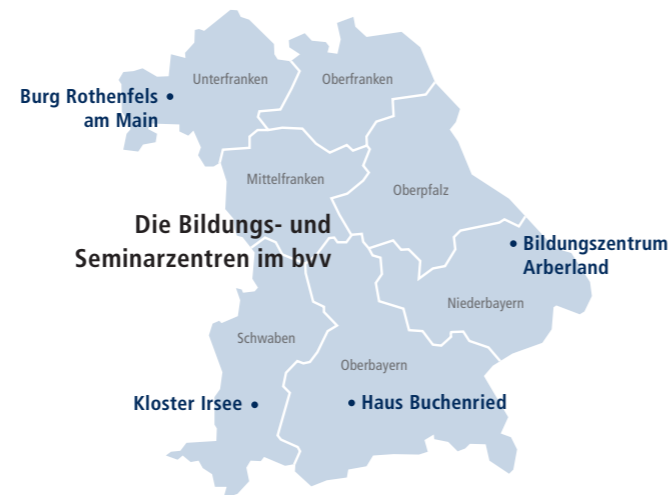 Unterfranken
Oberfranken
Burg Rothenfels
am Main
Mittelfranken
Oberpfalz
Die Bildungs- und
Seminarzentren im bvv
Bildungszentrum
Arberland
Niederbayern
Schwaben
Oberbayern
Kloster Irsee
Haus Buchenried